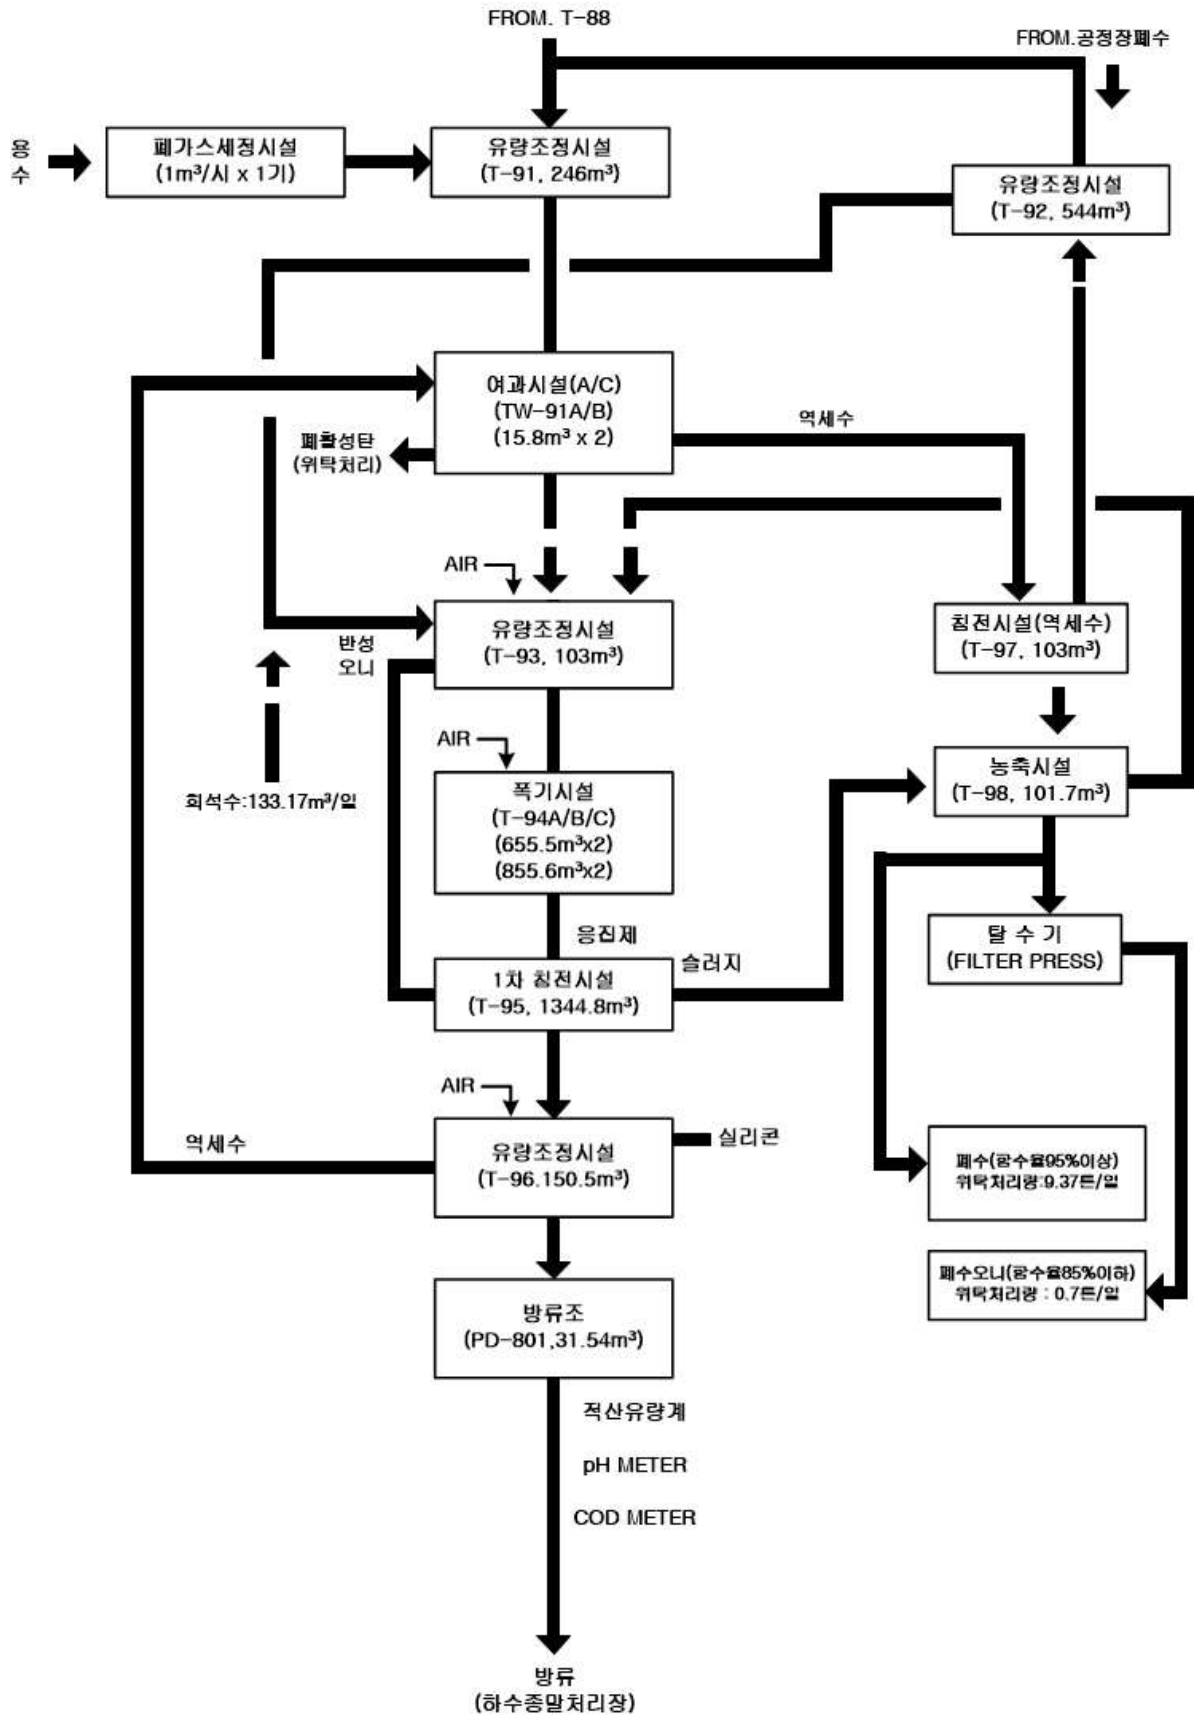 FROM. T-88
FROM.공정장폐수
용
수
폐가스세정시설
(1m³/시 x 1기)
유량조정시설
(T-91, 246m³)
유량조정시설
(T-92, 544m³)
여과시설(A/C)
(TW-91A/B)
(15.8m³ x 2)
역세수
폐활성탄
(위탁처리)
AIR
유량조정시설
(T-93, 103m³)
반성
오니
침전시설(역세수)
(T-97, 103m³)
AIR
희석수:133.17m³/일
폭기시설
(T-94A/B/C)
(655.5m³x2)
(855.6m³x2)
농축시설
(T-98, 101.7m³)
응집제
슬러지
1차 침전시설
(T-95, 1344.8m³)
탈 수 기
(FILTER PRESS)
AIR
역세수
유량조정시설
(T-96.150.5m³)
실리콘
폐수(함수율95%이상)
위탁처리량:9.37톤/일
폐수오니(함수율85%이하)
위탁처리량 : 0.7톤/일
방류조
(PD-801,31.54m³)
적산유량계
pH METER
COD METER
방류
(하수종말처리장)